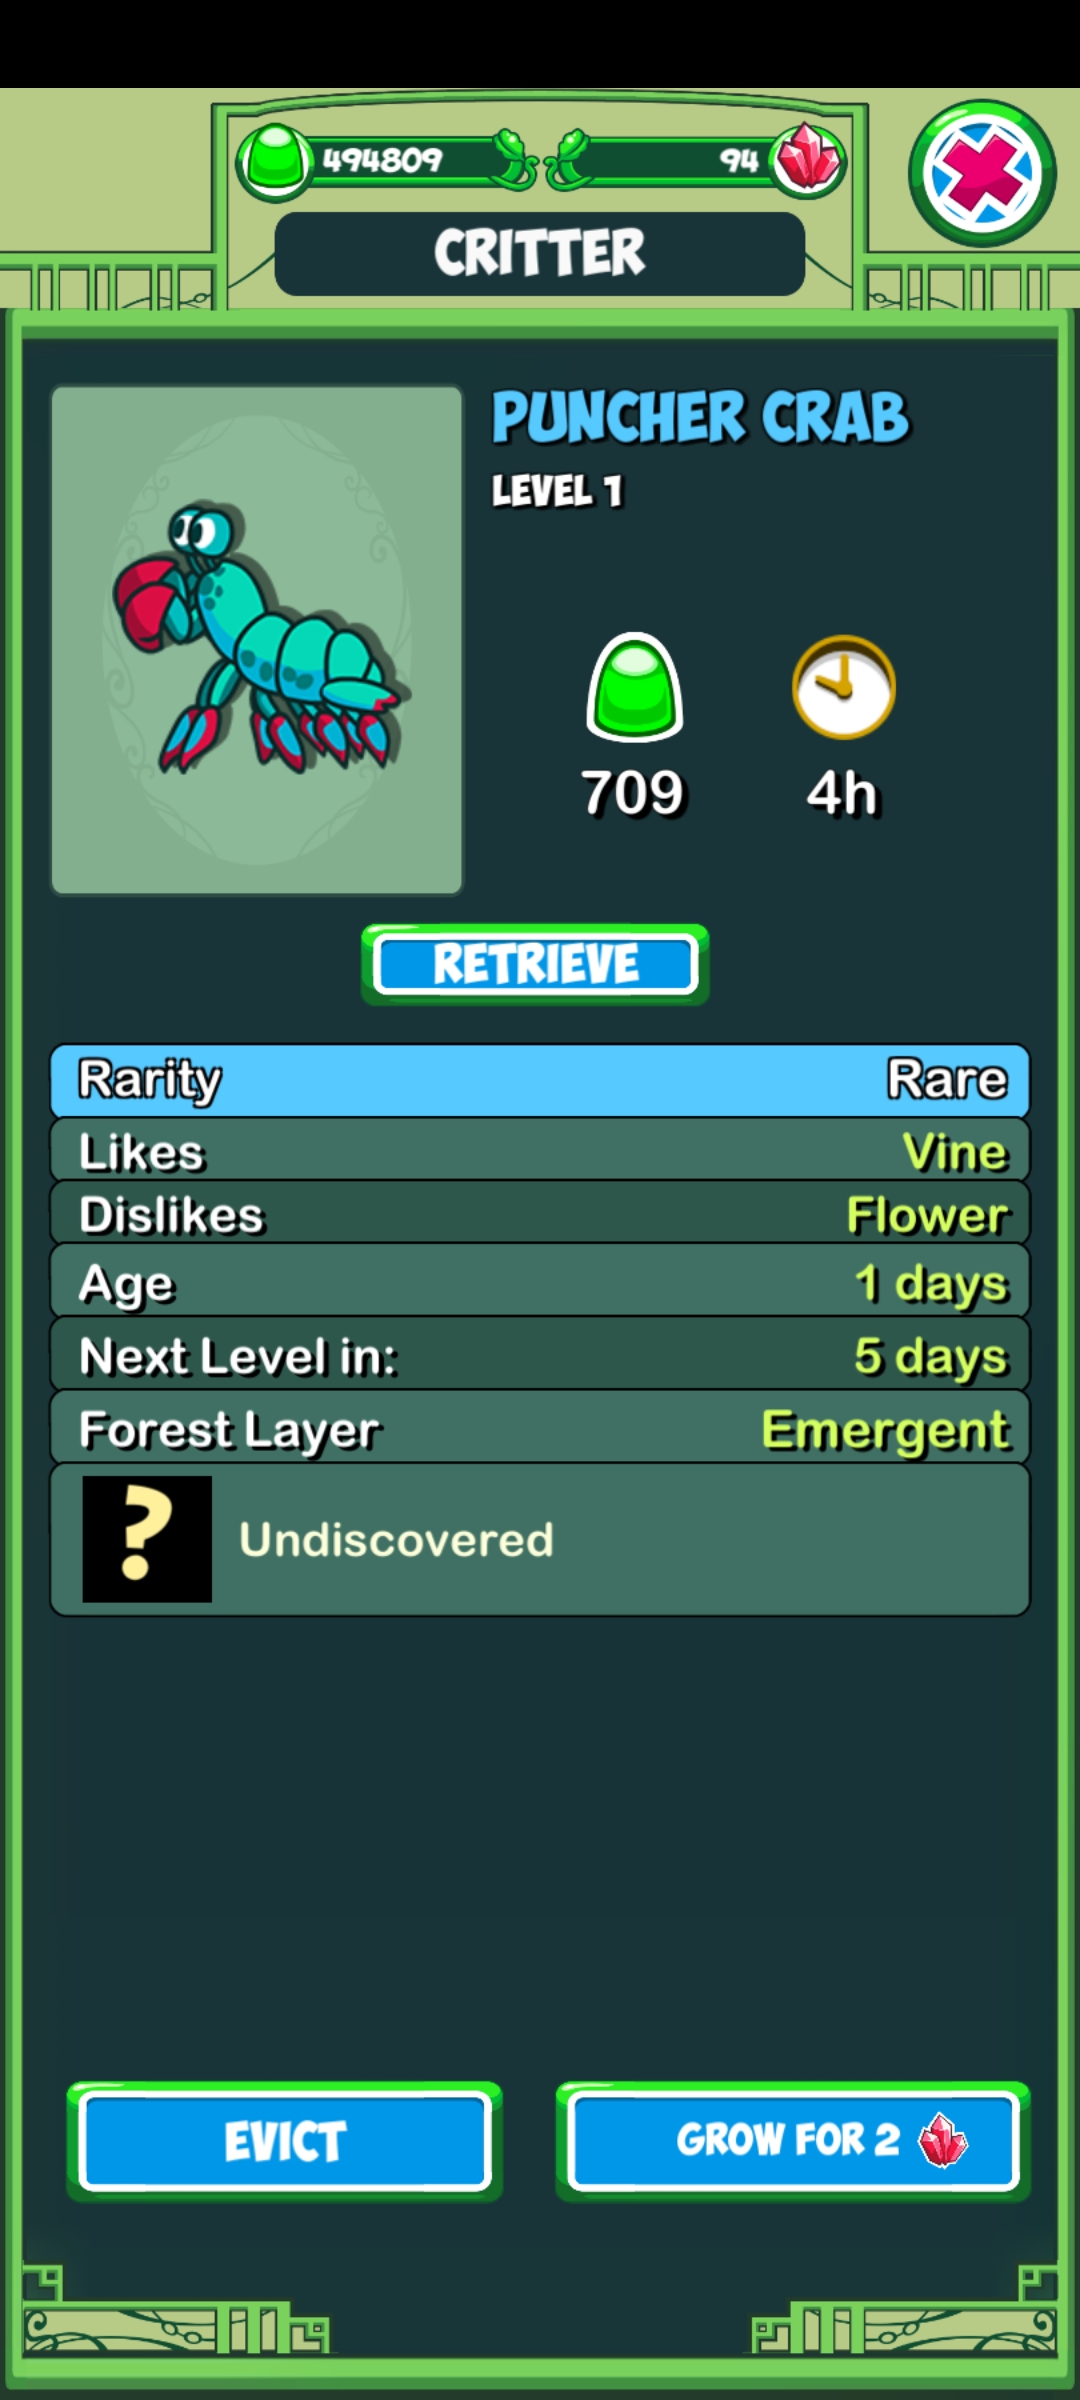 494809 94
CRITTER
PUNCHER CRAB
LEVEL 1
709 4h
RETRIEVE
Rarity Rare
Likes Vine
Dislikes Flower
Age 1 days
Next Level in: 5 days
Forest Layer Emergent
? Undiscovered
EVICT GROW FOR 2